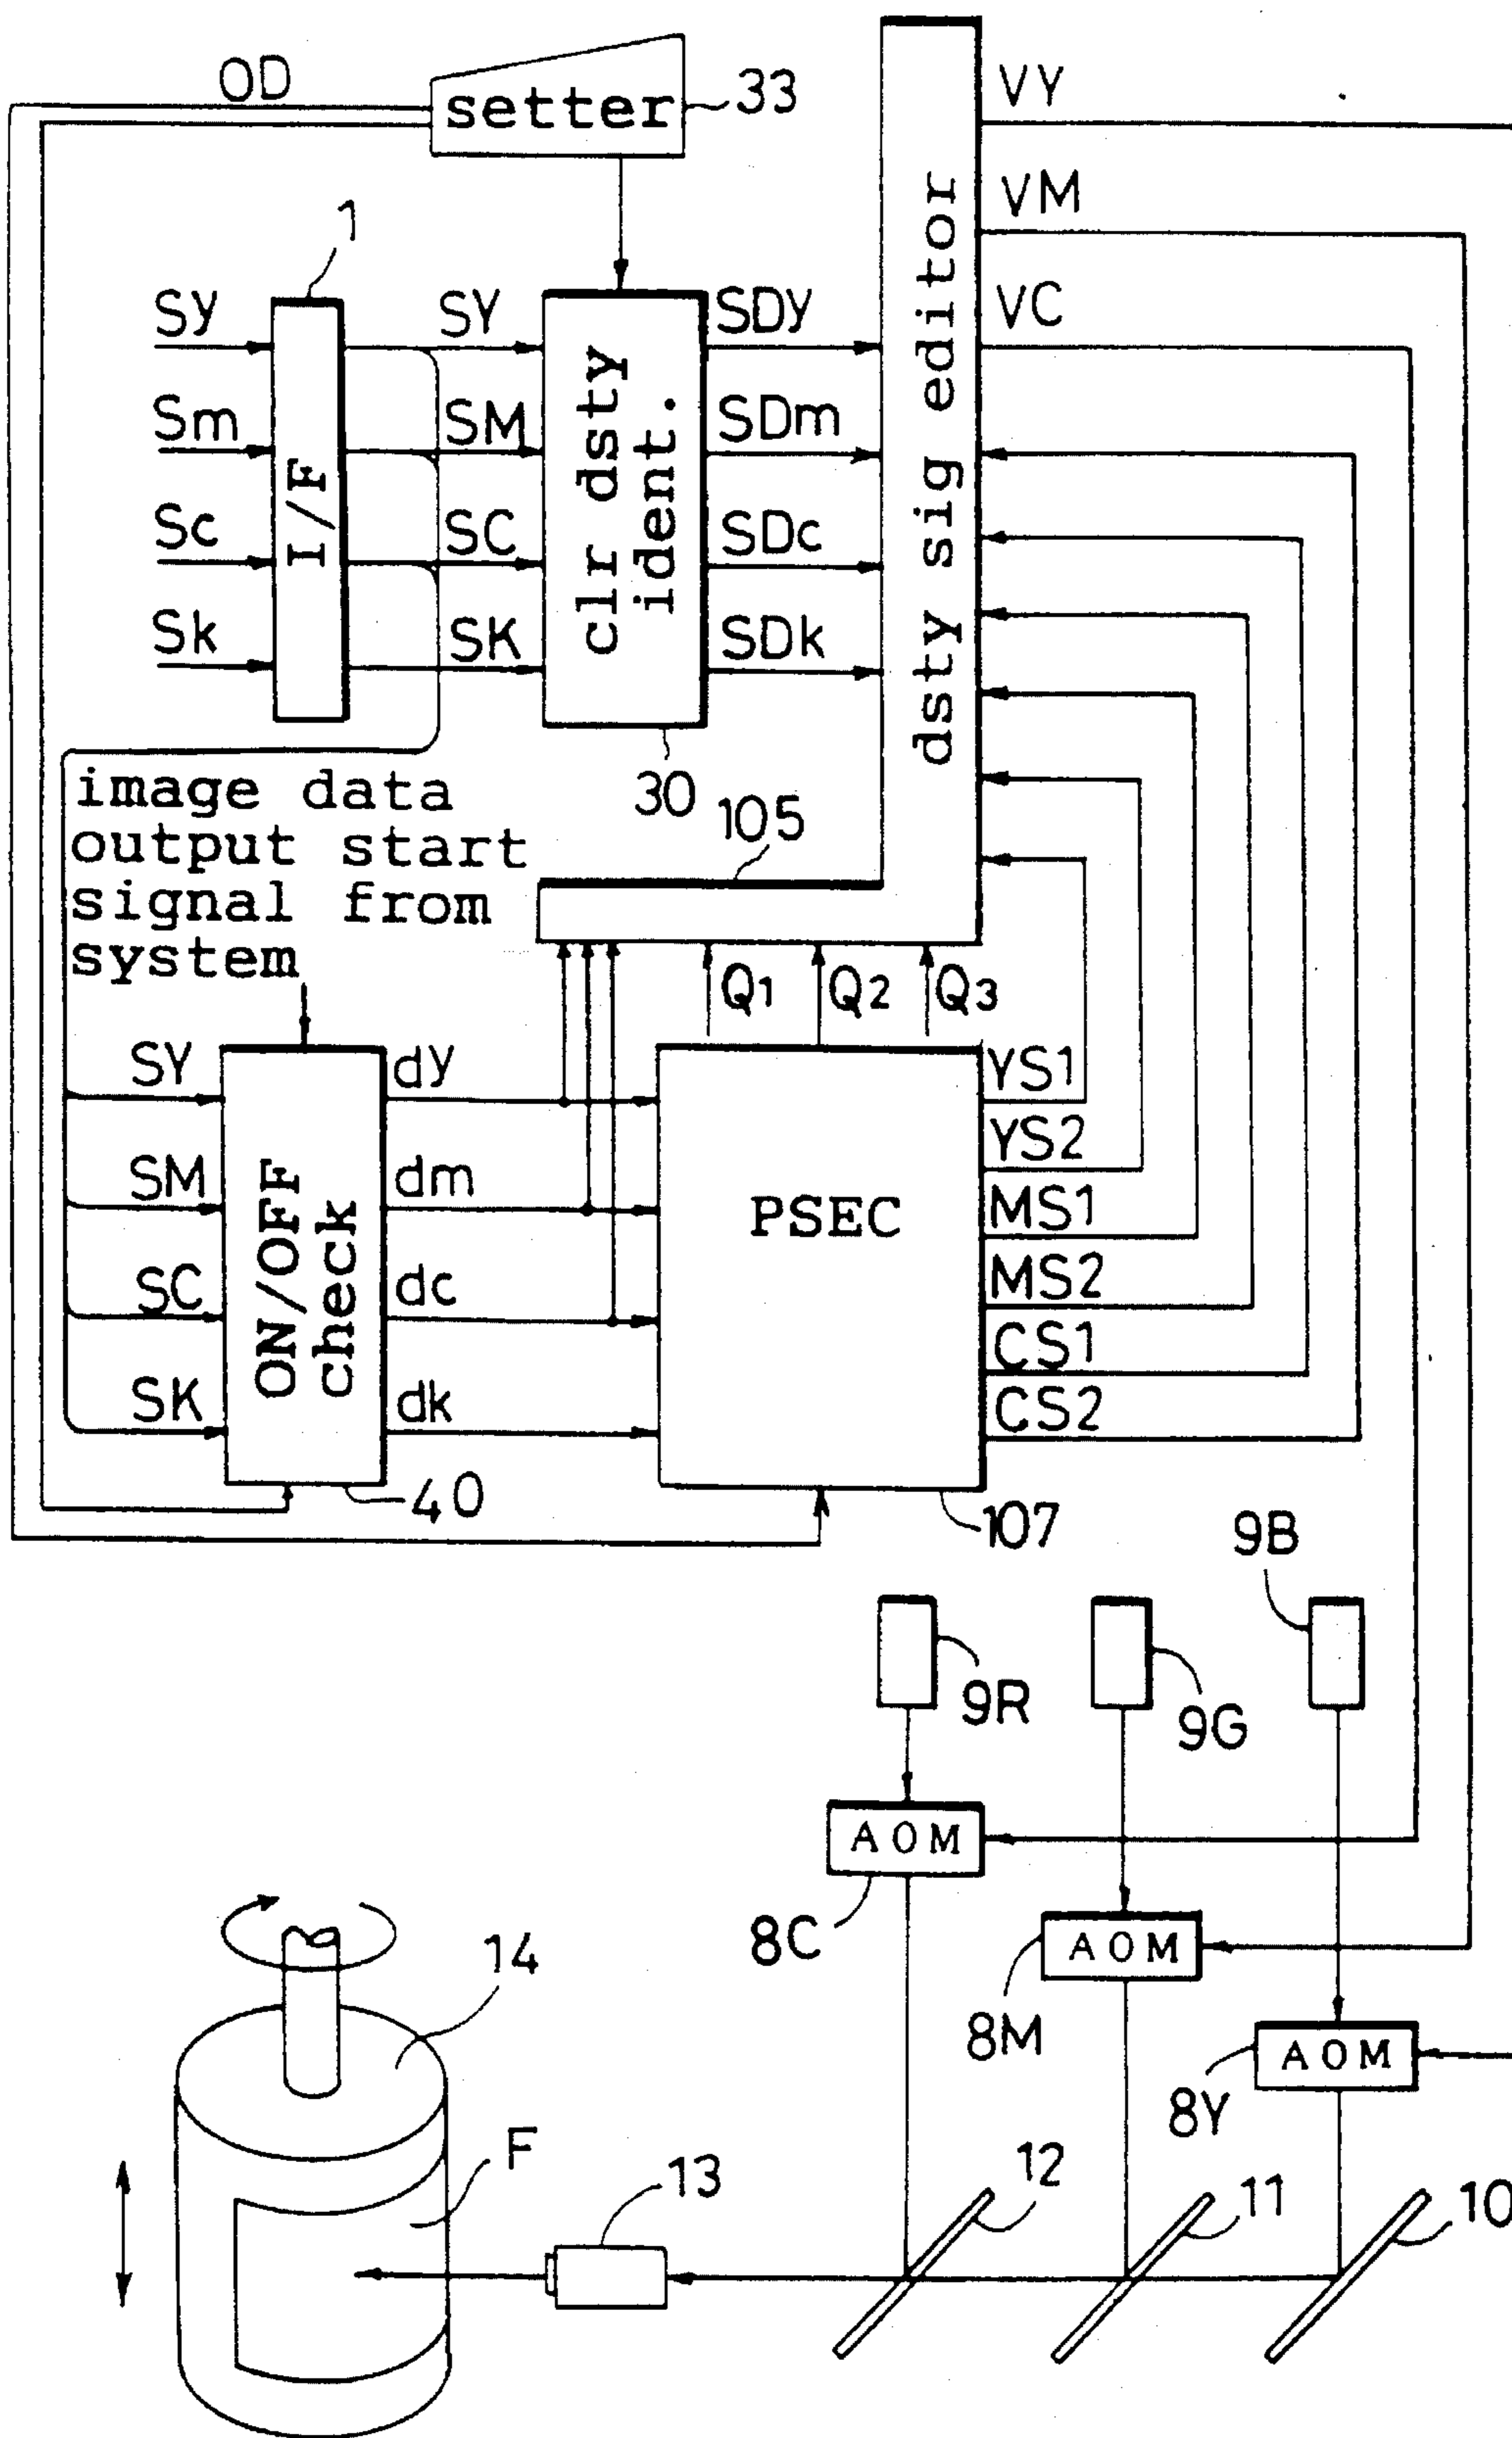 OD
setter
33
VY
VM
VC
1
Sy
Sm
Sc
Sk
I/F
SY
SM
SC
SK
clr dsty
ident.
SDy
SDm
SDc
SDk
dsty sig editor
30
105
image data
output start
signal from
system
Q1
Q2
Q3
SY
SM
SC
SK
ON/OFF
check
dy
dm
dc
dk
PSEC
YS1
YS2
MS1
MS2
CS1
CS2
40
107
9B
9R
9G
AOM
8C
AOM
8M
AOM
8Y
14
F
13
12
11
10